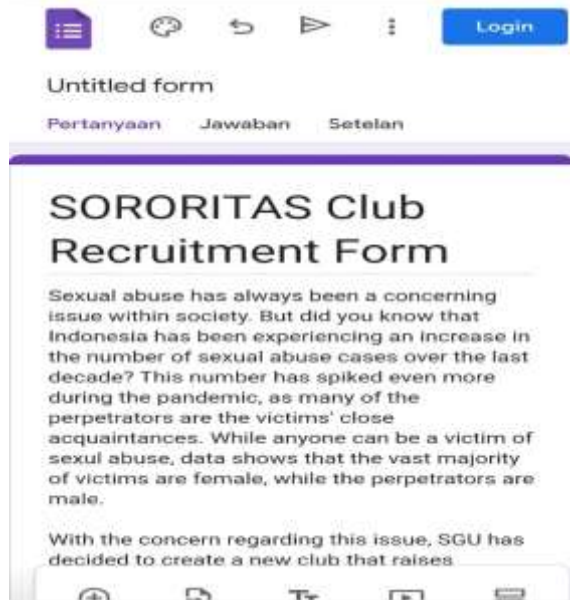 Login
Untitled form
Pertanyaan Jawaban Setelan
SORORITAS Club
Recruitment Form
Sexual abuse has always been a concerning
issue within society. But did you know that
Indonesia has been experiencing an increase in
the number of sexual abuse cases over the last
decade? This number has spiked even more
during the pandemic, as many of the
perpetrators are the victims' close
acquaintances. While anyone can be a victim of
sexul abuse, data shows that the vast majority
of victims are female, while the perpetrators are
male.
With the concern regarding this issue, SGU has
decided to create a new club that raises
Tт